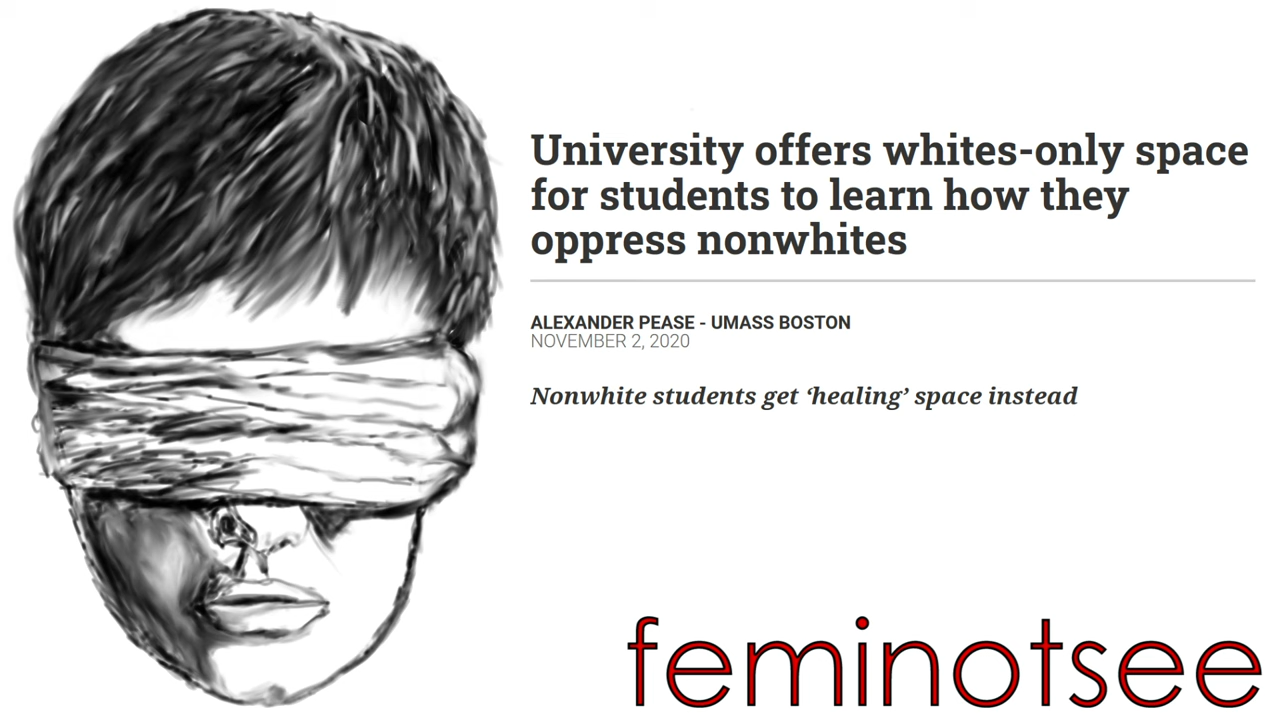 University offers whites-only space
for students to learn how they
oppress nonwhites
ALEXANDER PEASE - UMASS BOSTON
NOVEMBER 2, 2020
Nonwhite students get ‘healing’ space instead
feminotsee